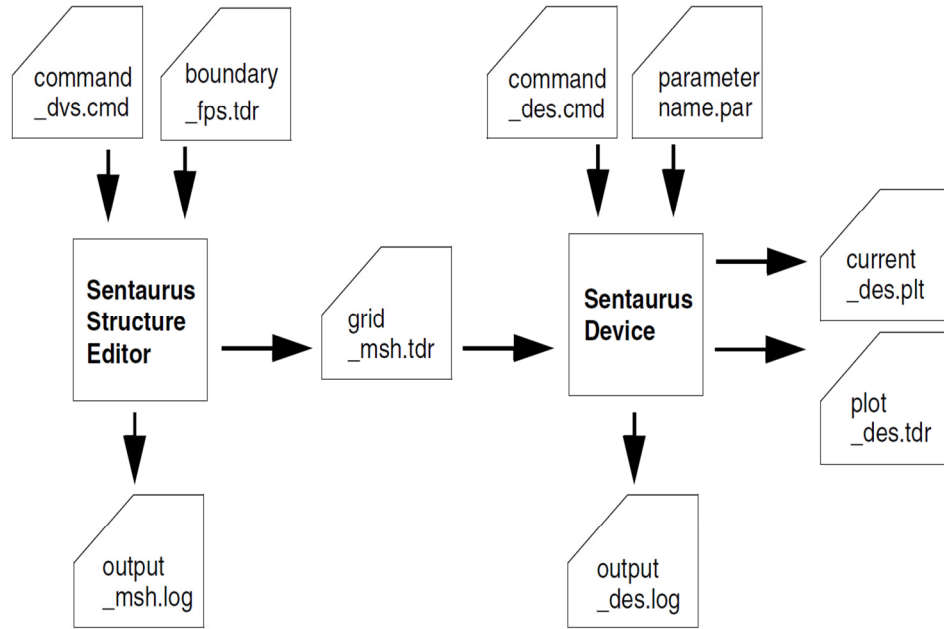 command
_dvs.cmd
boundary
_fps.tdr
command
_des.cmd
parameter
name.par
Sentaurus
Structure
Editor
grid
_msh.tdr
Sentaurus
Device
current
_des.plt
plot
_des.tdr
output
_msh.log
output
_des.log